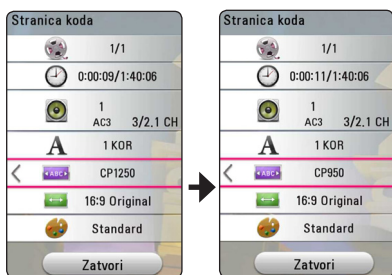 Stranica koda
1/1
0:00:09/1:40:06
1
AC3 3/2.1 CH
A 1 KOR
ABC CP1250
16:9 Original
Standard
Zatvori
Stranica koda
1/1
0:00:11/1:40:06
1
AC3 3/2.1 CH
A 1 KOR
ABC CP950
16:9 Original
Standard
Zatvori